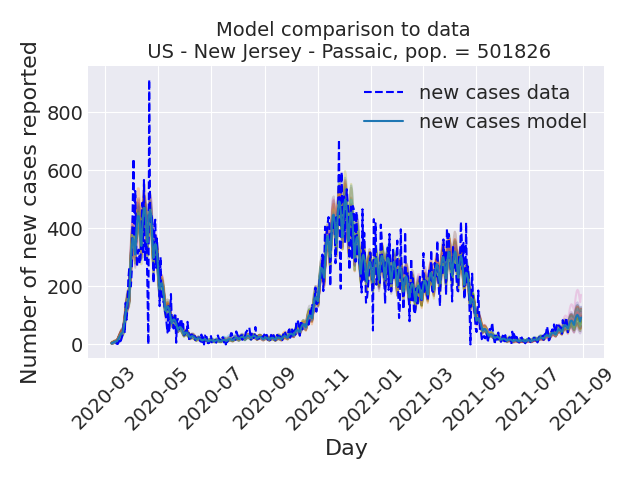 Model comparison to data
US - New Jersey - Passaic, pop. = 501826
new cases data
new cases model
Number of new cases reported
800
600
400
200
0
2020-03
2020-05
2020-07
2020-09
2020-11
2021-01
2021-03
2021-05
2021-07
2021-09
Day